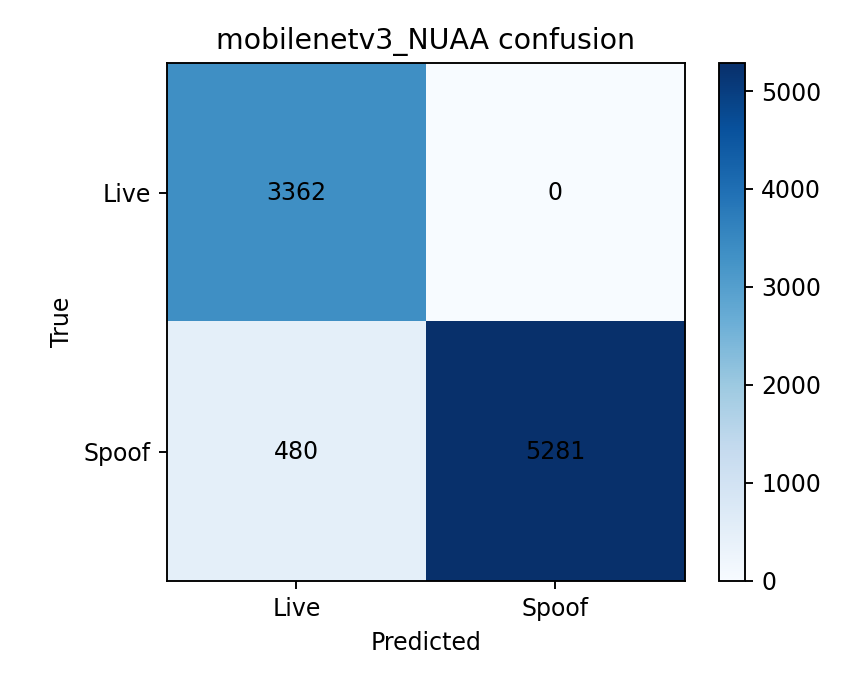 mobilenetv3_NUAA confusion
5000
4000
3000
2000
1000
0
True
Live
3362
0
Spoof
480
5281
Live
Spoof
Predicted